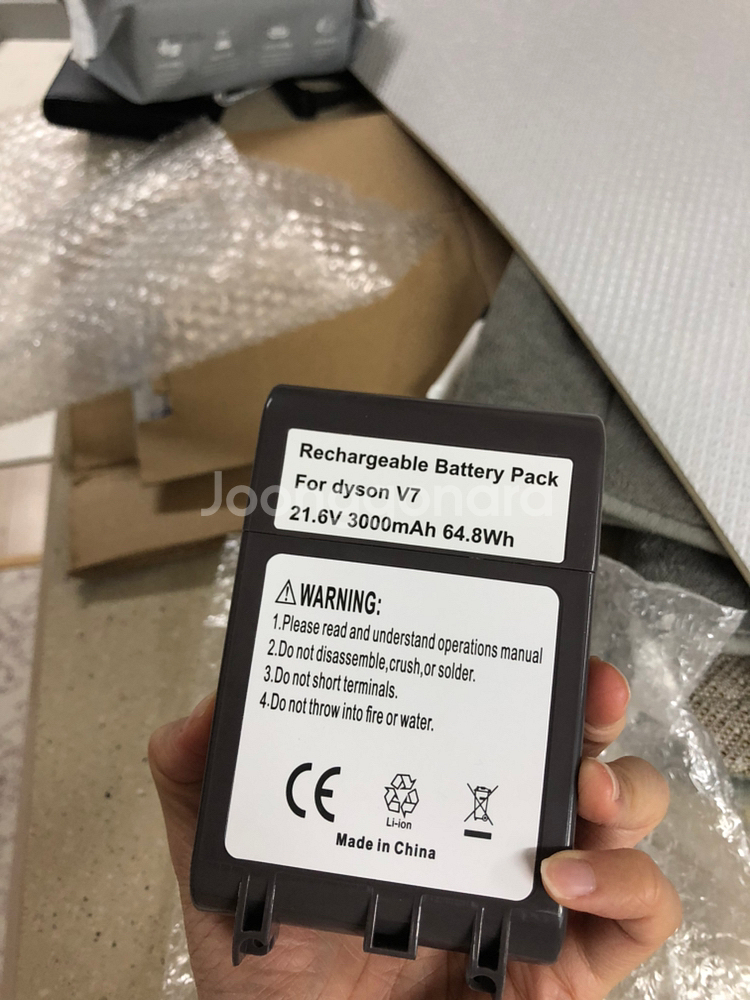 Rechargeable Battery Pack
For dyson V7
21.6V 3000mAh 64.8Wh
Joonggonara
WARNING:
1.Please read and understand operations manual
2.Do not disassemble,crush,or solder.
3.Do not short terminals.
4.Do not throw into fire or water.
CE
Li-ion
Made in China